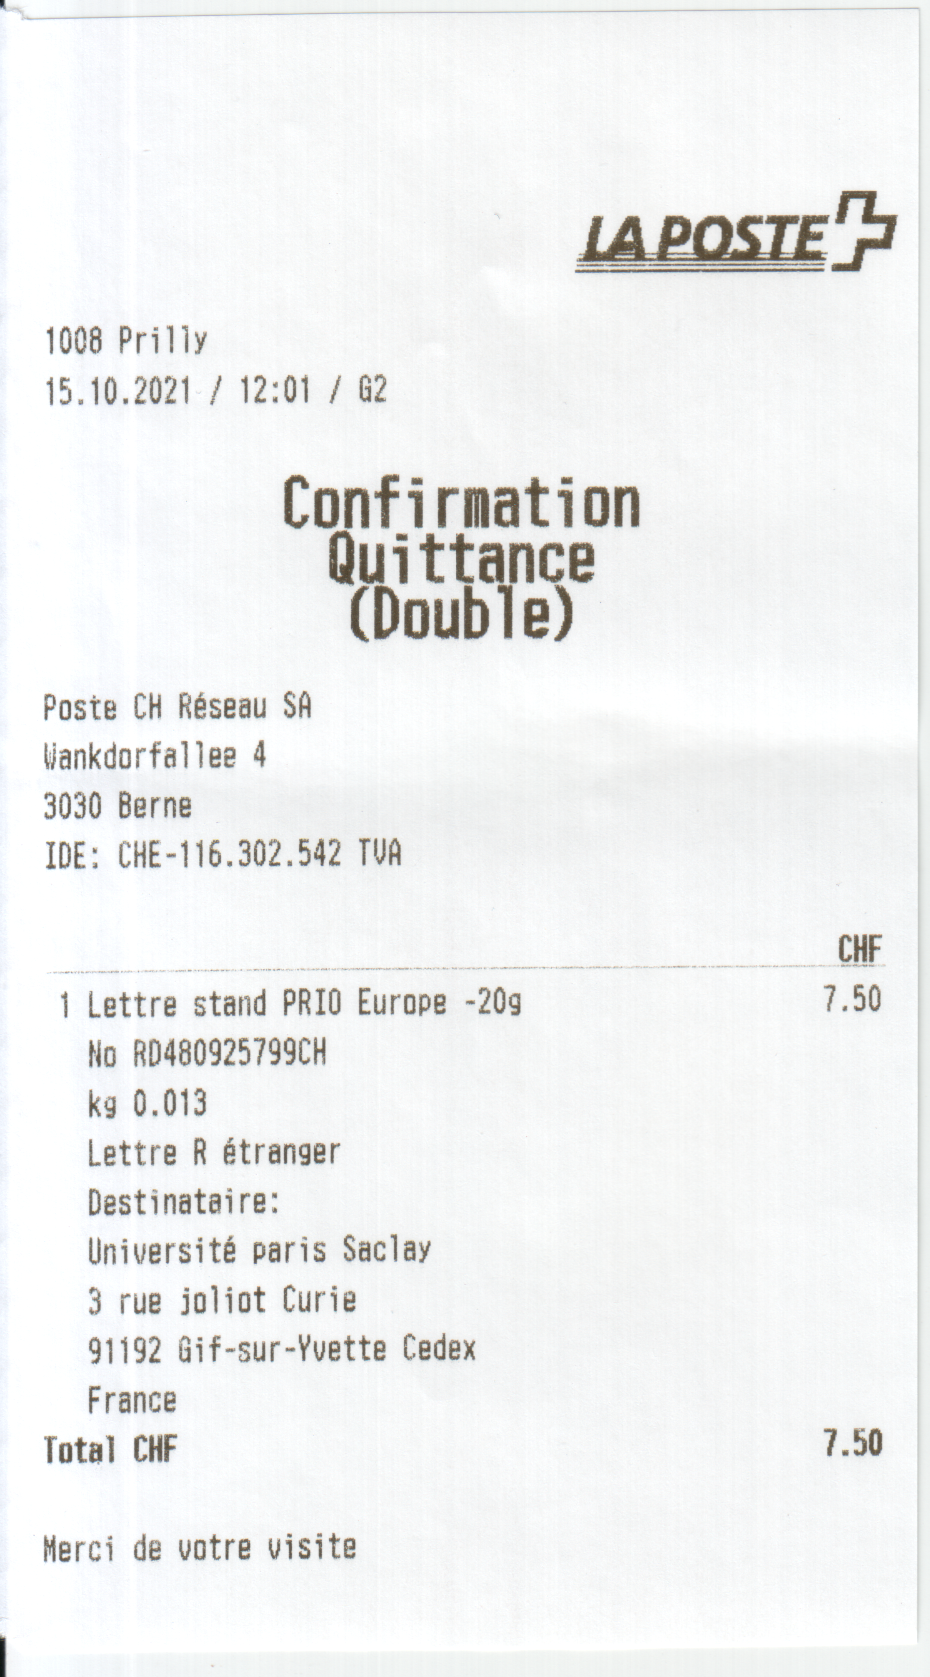 LA POSTE
1008 Prilly
15.10.2021 / 12:01 / G2
Confirmation
Quittance
(Double)
Poste CH Réseau SA
Wankdorfallee 4
3030 Berne
IDE: CHE-116.302.542 TVA
CHF
1 Lettre stand PRIO Europe -20g 7.50
No RD480925799CH
kg 0.013
Lettre R étranger
Destinataire:
Université paris Saclay
3 rue joliot Curie
91192 Gif-sur-Yvette Cedex
France
Total CHF 7.50
Merci de votre visite